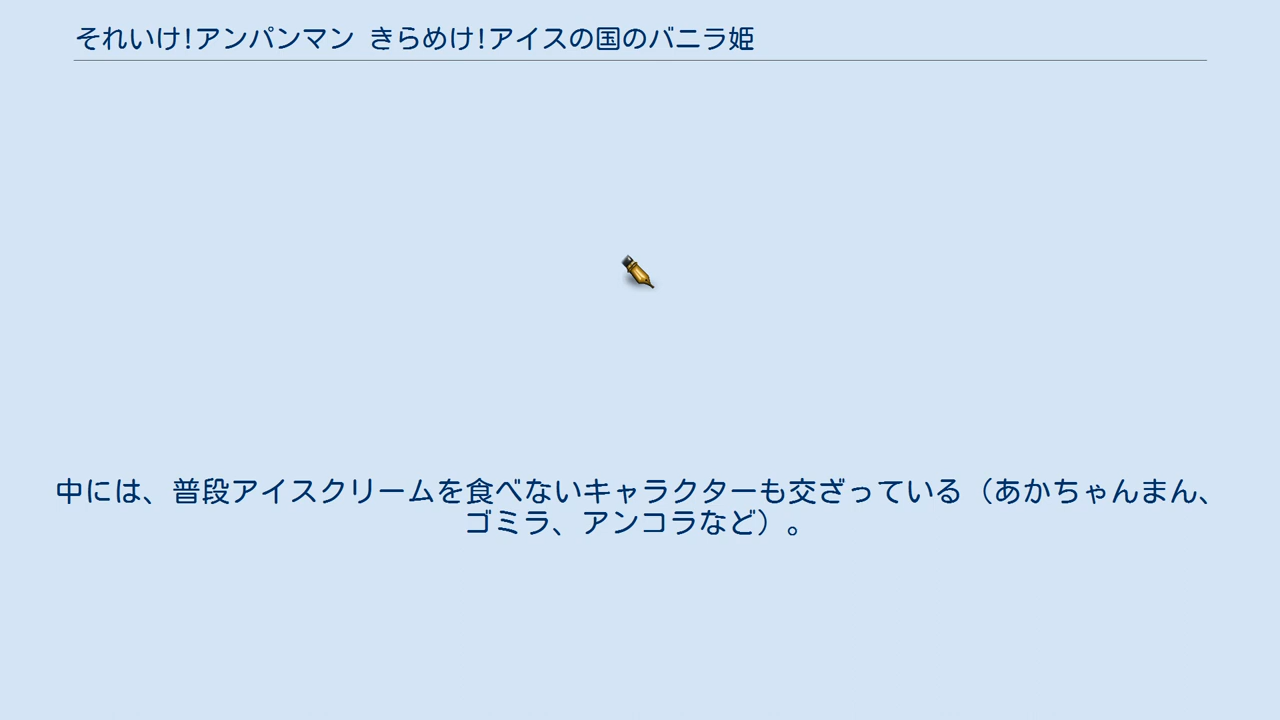 それいけ!アンパンマン きらめけ!アイスの国のバニラ姫
中には、普段アイスクリームを食べないキャラクターも交ざっている（あかちゃんまん、
ゴミラ、アンコラなど）。